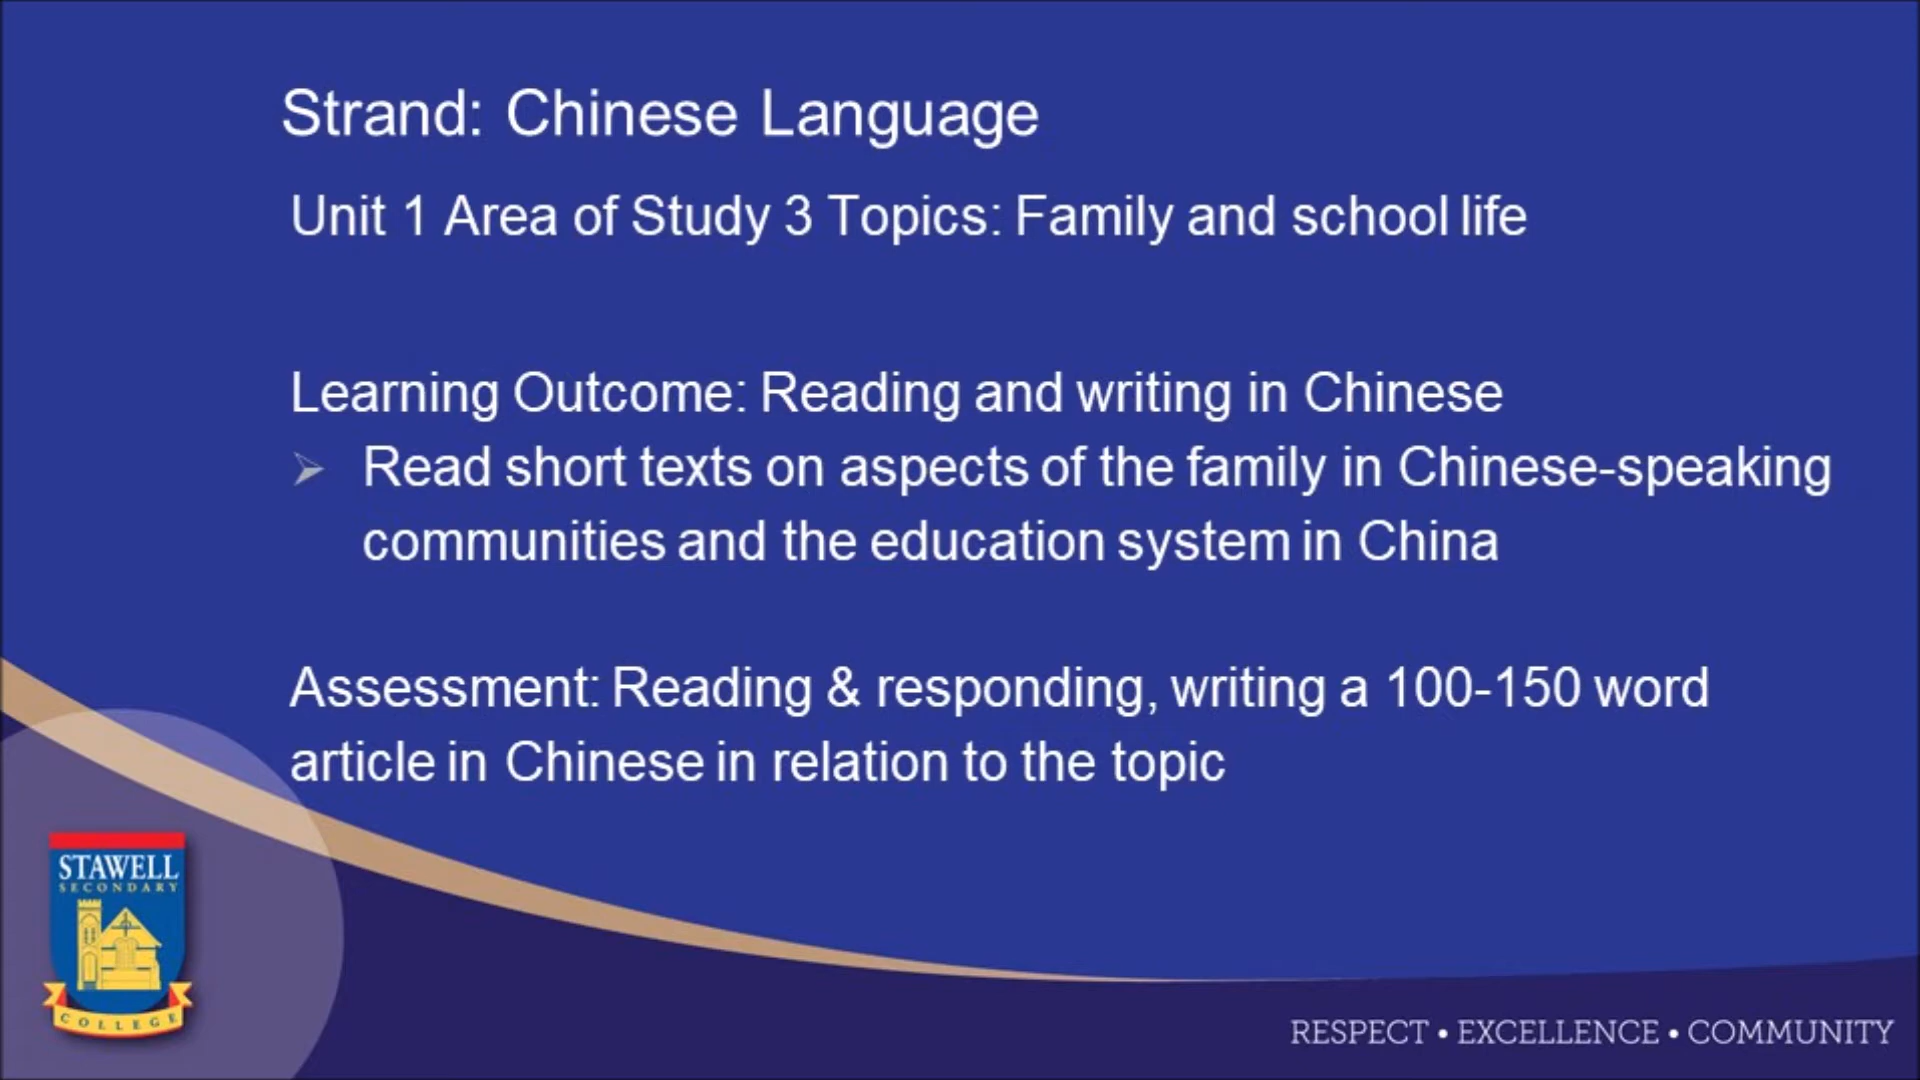 Strand: Chinese Language
Unit 1 Area of Study 3 Topics: Family and school life
Learning Outcome: Reading and writing in Chinese
Read short texts on aspects of the family in Chinese-speaking
communities and the education system in China
Assessment: Reading & responding, writing a 100-150 word
article in Chinese in relation to the topic
STAWELL
SECONDARY
COLLEGE
RESPECT • EXCELLENCE • COMMUNITY